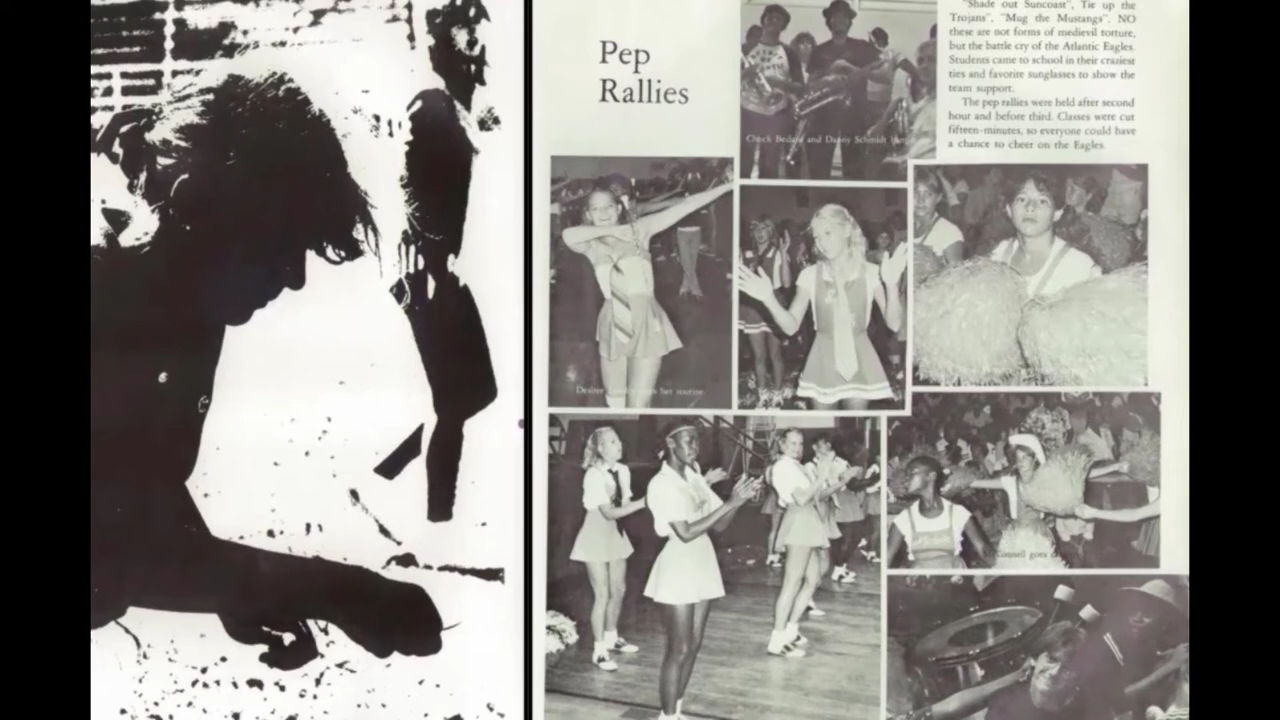 Pep
Rallies
"Shade out Suncoast", Tie up the
Trojans", "Mug the Mustangs". NO
these are not forms of medievil torture,
but the battle cry of the Atlantic Eagles.
Students came to school in their craziest
ties and favorite sunglasses to show the
team support.
The pep rallies were held after second
hour and before third. Classes were cut
fifteen-minutes, so everyone could have
a chance to cheer on the Eagles.
Chuck and Danny Schmidt
her routine
Connell goes